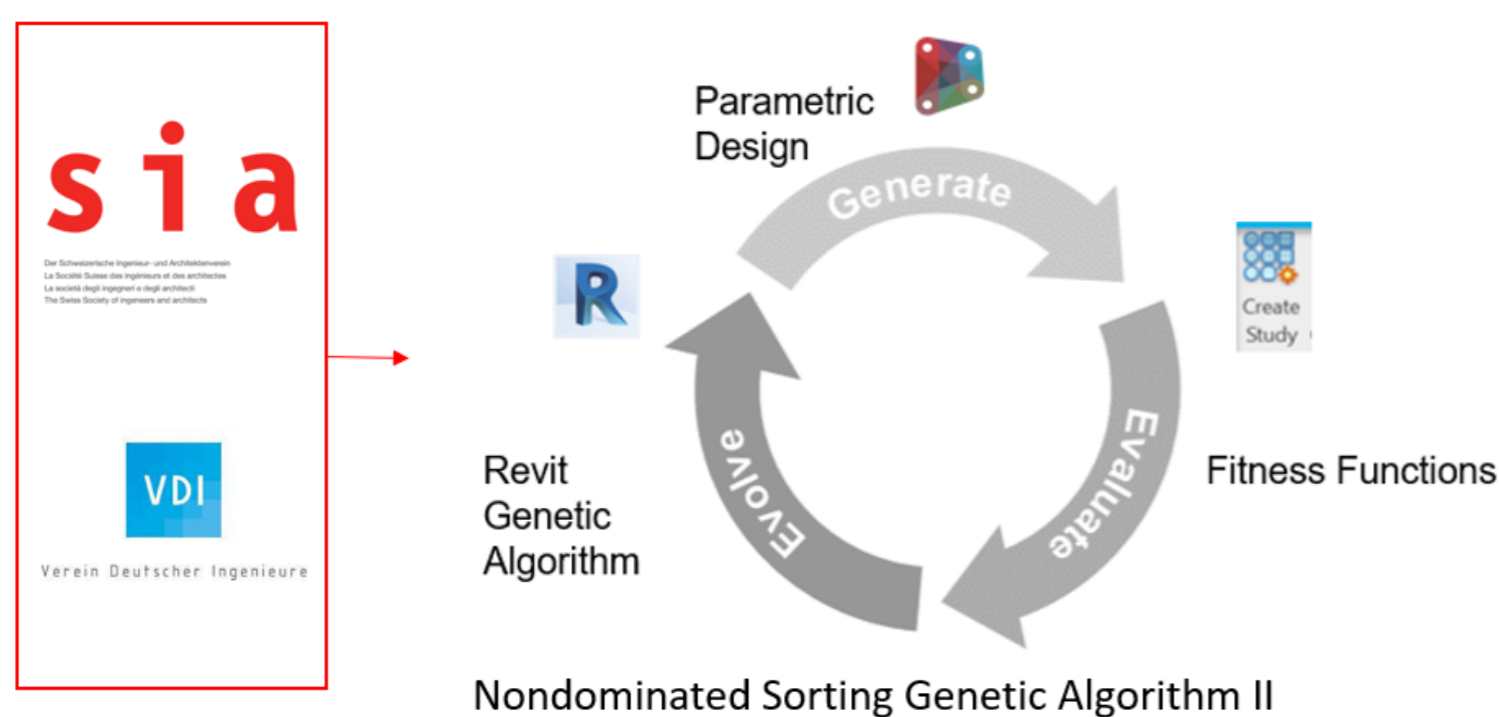 sia
Der Schweizerische Ingenieur- und Architektenverein
La Société Suisse des ingénieurs et des architectes
La società degli ingegneri e degli architecti
The Swiss Society of ingeneers and architects
VDI
Verein Deutscher Ingenieure
Parametric
Design
Generate
R
Create
Study
Evaluate
Fitness Functions
Evolve
Revit
Genetic
Algorithm
Nondominated Sorting Genetic Algorithm II